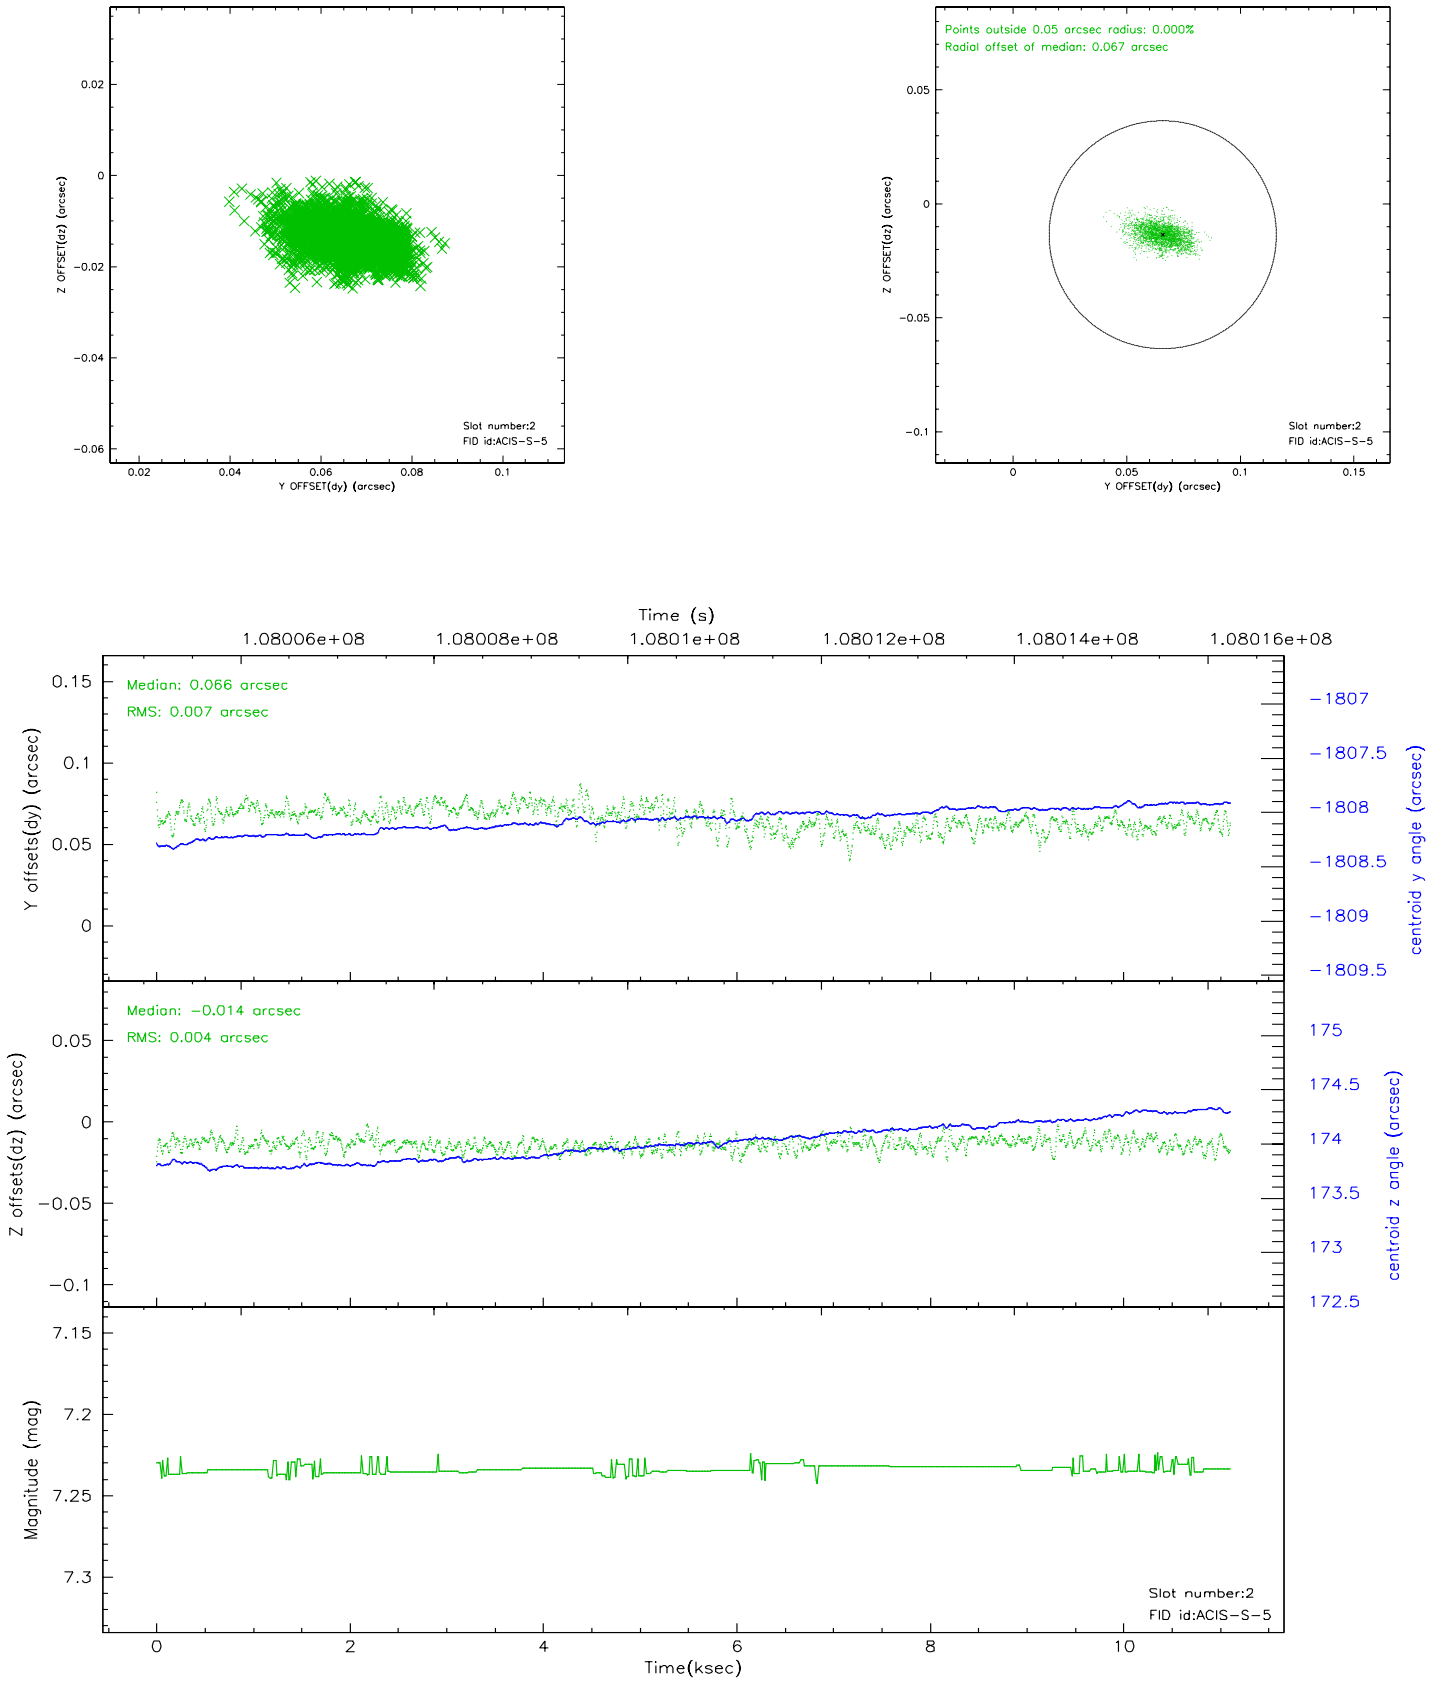 0.02
0
−0.02
−0.04
−0.06
Z OFFSET(dz) (arcsec)
Slot number:2
FID id:ACIS−S−5
0.02 0.04 0.06 0.08 0.1
Y OFFSET(dy) (arcsec)
Points outside 0.05 arcsec radius: 0.000%
Radial offset of median: 0.067 arcsec
0.05
0
−0.05
−0.1
Z OFFSET(dz) (arcsec)
Slot number:2
FID id:ACIS−S−5
0 0.05 0.1 0.15
Y OFFSET(dy) (arcsec)
Time (s)
1.08006e+08 1.08008e+08 1.0801e+08 1.08012e+08 1.08014e+08 1.08016e+08
Median: 0.066 arcsec
RMS: 0.007 arcsec
0.15
0.1
0.05
0
Y offsets(dy) (arcsec)
−1807
−1807.5
−1808
−1808.5
−1809
−1809.5
centroid y angle (arcsec)
Median: −0.014 arcsec
RMS: 0.004 arcsec
0.05
0
−0.05
−0.1
Z offsets(dz) (arcsec)
175
174.5
174
173.5
173
172.5
centroid z angle (arcsec)
7.15
7.2
7.25
7.3
Magnitude (mag)
Slot number:2
FID id:ACIS−S−5
0 2 4 6 8 10
Time(ksec)